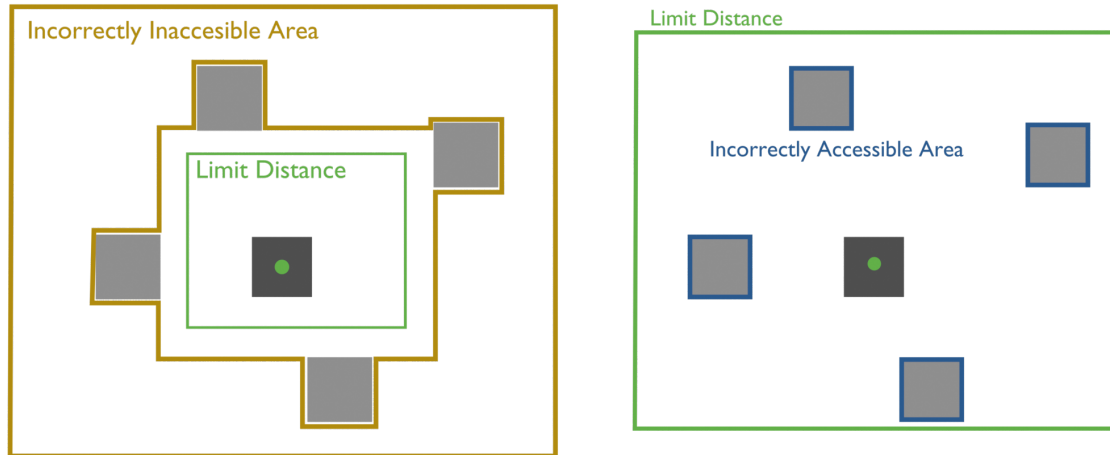 Incorrectly Inaccesible Area
Limit Distance
Limit Distance
Incorrectly Accessible Area